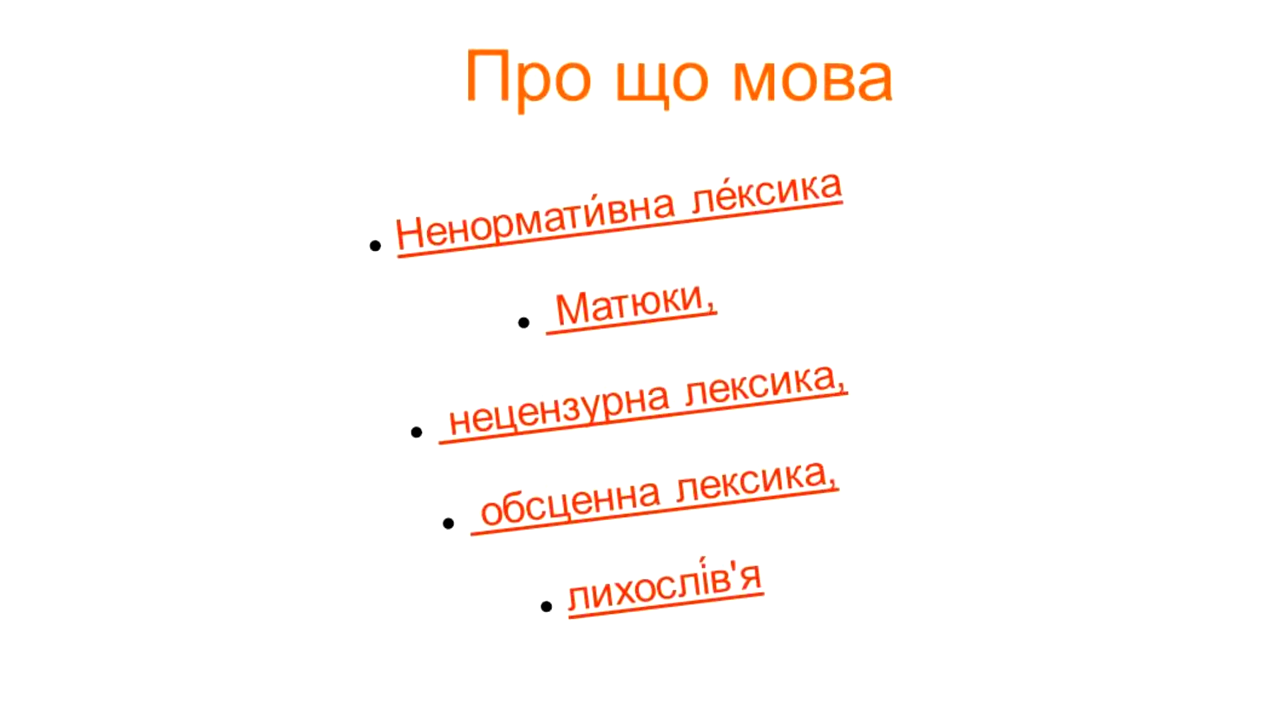 Про що мова
• Ненормати́вна ле́ксика
• Матюки,
• нецензурна лексика,
• обсценна лексика,
• лихослі́в'я